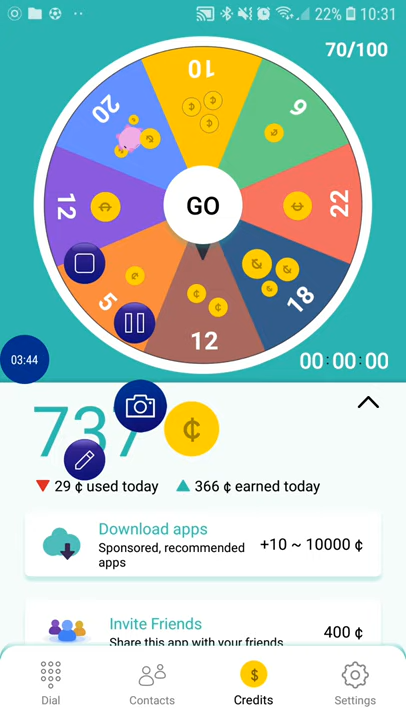 22% 10:31
70/100
10
20
6
12
GO
22
5
18
12
03:44
00:00:00
737 ¢
29 ¢ used today
366 ¢ earned today
Download apps
Sponsored, recommended
apps
+10 ~ 10000 ¢
Invite Friends
Share this app with your friends
400 ¢
Dial
Contacts
Credits
Settings